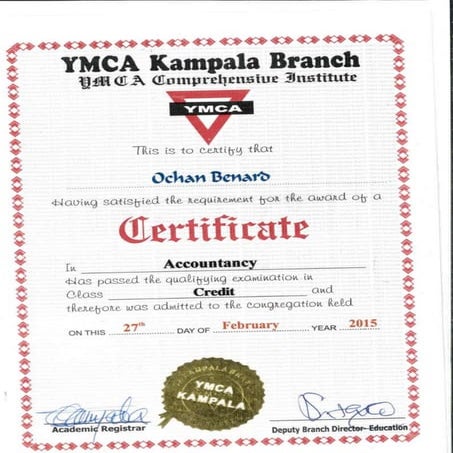 YMCA Kampala Branch
YMCA Comprehensive Institute
YMCA
This is to certify that
Ochan Benard
Having satisfied the requirement for the award of a
Certificate
In Accountancy
Has passed the qualifying examination in
Class Credit and
therefore was admitted to the congregation held
ON THIS 27th DAY OF February YEAR 2015
KAMPALA
YMCA
KAMPALA
Academic Registrar
Deputy Branch Director- Education